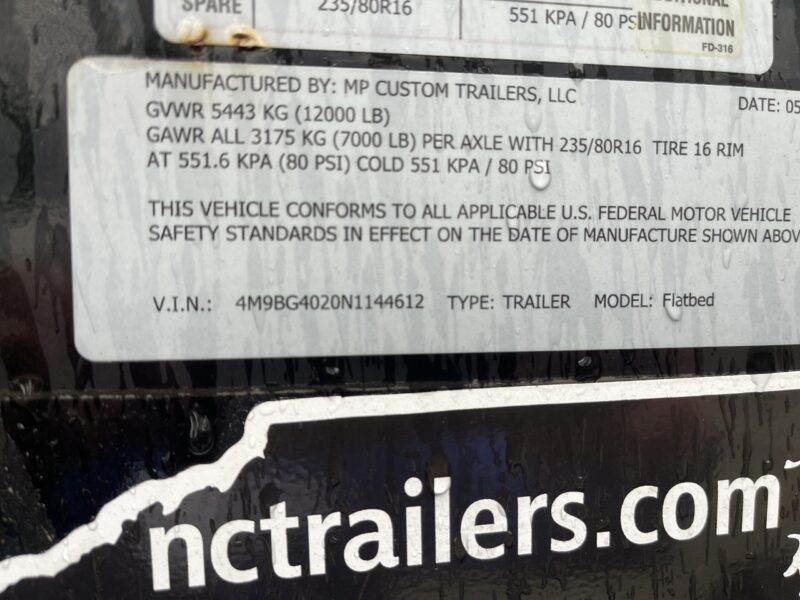 SPARE 235/80R16 551 KPA / 80 PSI
INFORMATION
FD-316
MANUFACTURED BY: MP CUSTOM TRAILERS, LLC DATE: 05
GVWR 5443 KG (12000 LB)
GAWR ALL 3175 KG (7000 LB) PER AXLE WITH 235/80R16 TIRE 16 RIM
AT 551.6 KPA (80 PSI) COLD 551 KPA / 80 PSI
THIS VEHICLE CONFORMS TO ALL APPLICABLE U.S. FEDERAL MOTOR VEHICLE
SAFETY STANDARDS IN EFFECT ON THE DATE OF MANUFACTURE SHOWN ABOV
V.I.N.: 4M9BG4020N1144612 TYPE: TRAILER MODEL: Flatbed
nctrailers.com